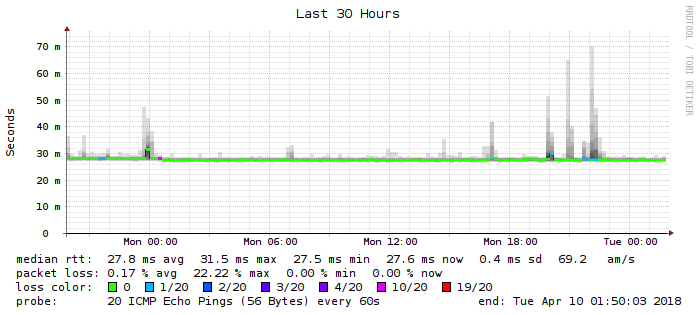 Last 30 Hours
RRDTOOL / TOBI OETIKER
Seconds
70 m
60 m
50 m
40 m
30 m
20 m
10 m
0
Mon 00:00 Mon 06:00 Mon 12:00 Mon 18:00 Tue 00:00
median rtt: 27.8 ms avg 31.5 ms max 27.5 ms min 27.6 ms now 0.4 ms sd 69.2 am/s
packet loss: 0.17 % avg 22.22 % max 0.00 % min 0.00 % now
loss color: 0 1/20 2/20 3/20 4/20 10/20 19/20
probe: 20 ICMP Echo Pings (56 Bytes) every 60s end: Tue Apr 10 01:50:03 2018